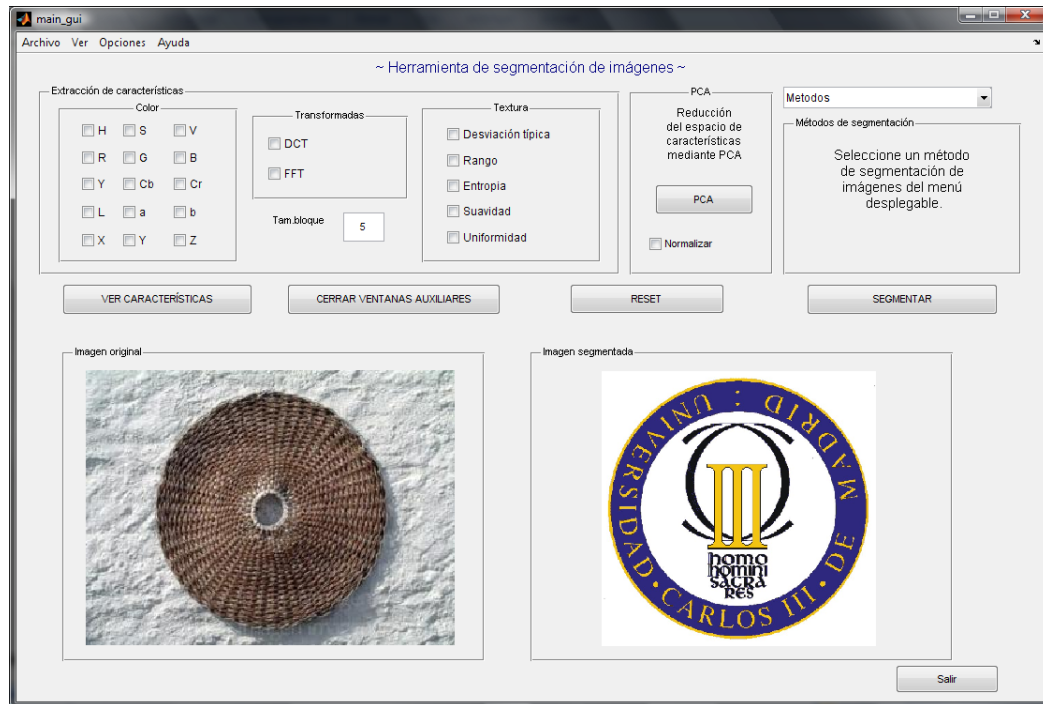 main_gui
Archivo Ver Opciones Ayuda
~ Herramienta de segmentación de imágenes ~
Extracción de características
Color
H S V
R G B
Y Cb Cr
L a b
X Y Z
Transformadas
DCT
FFT
Tam.bloque 5
Textura
Desviación típica
Rango
Entropia
Suavidad
Uniformidad
PCA
Reducción
del espacio de
características
mediante PCA
PCA
Normalizar
Metodos
Métodos de segmentación
Seleccione un método
de segmentación de
imágenes del menú
desplegable.
VER CARACTERÍSTICAS
CERRAR VENTANAS AUXILIARES
RESET
SEGMENTAR
Imagen original
Imagen segmentada
UNIVERSIDAD · CARLOS III · DE MADRID :
homo
homini
sacra
res
Salir